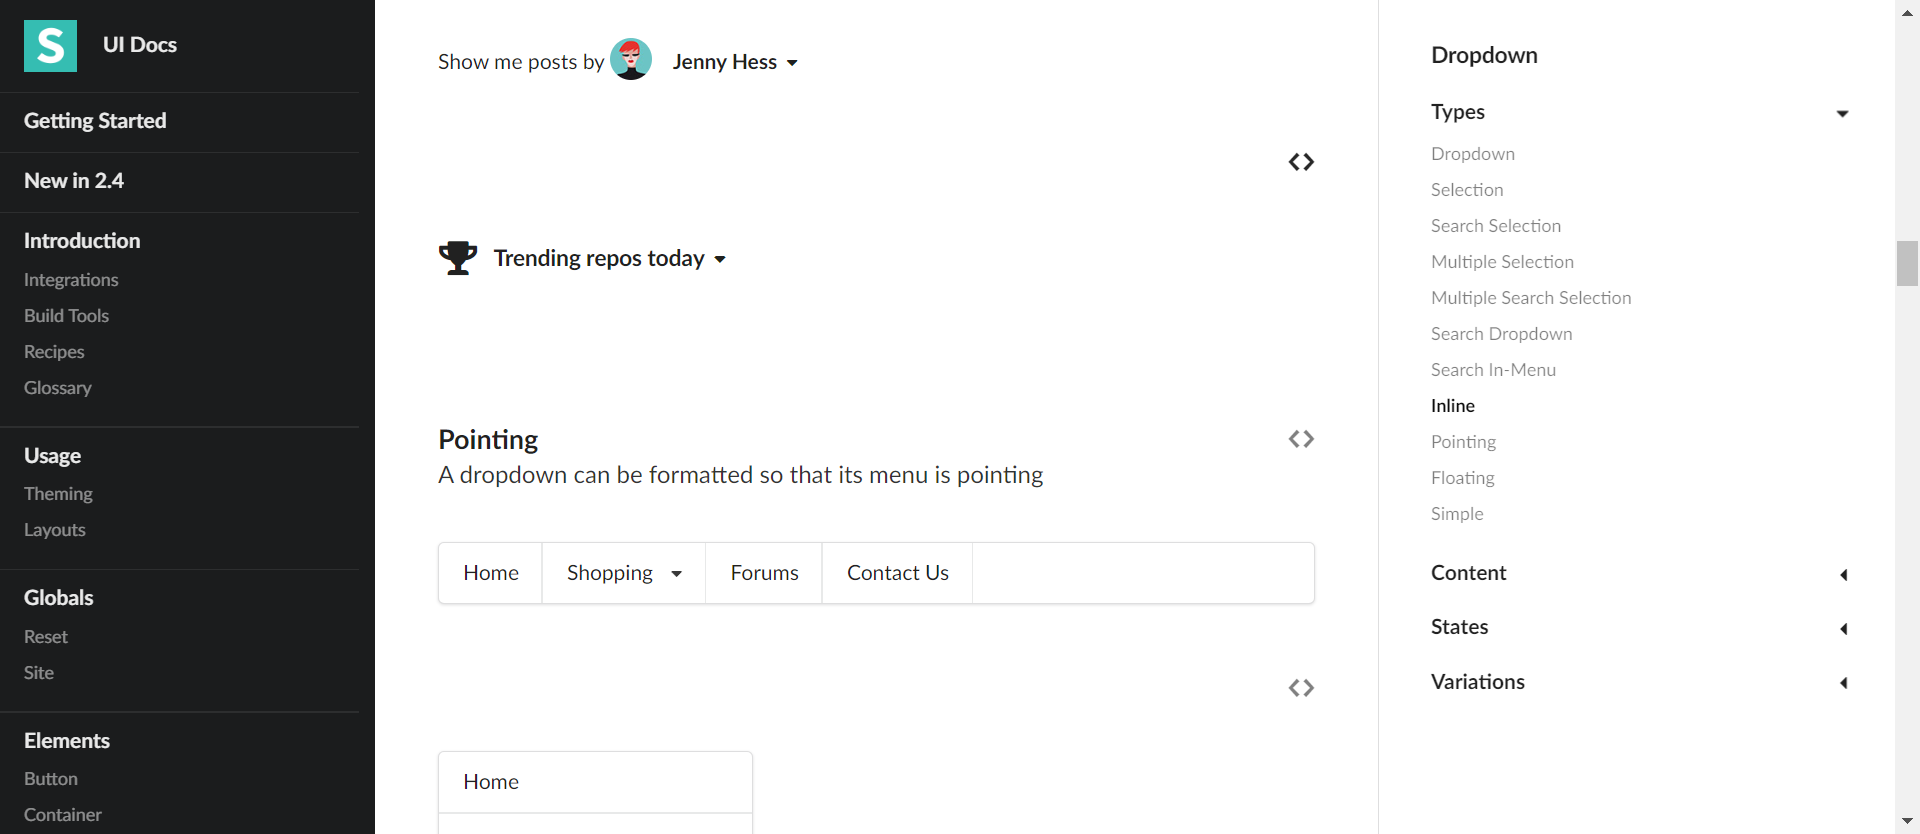 S UI Docs
Getting Started
New in 2.4
Introduction
Integrations
Build Tools
Recipes
Glossary
Usage
Theming
Layouts
Globals
Reset
Site
Elements
Button
Container
Show me posts by Jenny Hess
Trending repos today
Pointing
A dropdown can be formatted so that its menu is pointing
Home Shopping Forums Contact Us
Home
Dropdown
Types
Dropdown
Selection
Search Selection
Multiple Selection
Multiple Search Selection
Search Dropdown
Search In-Menu
Inline
Pointing
Floating
Simple
Content
States
Variations